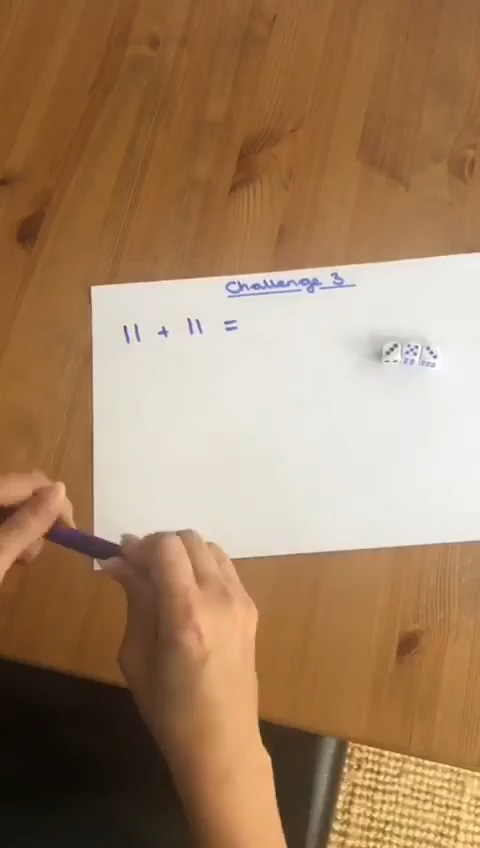 Challenge 3
11 + 11 =